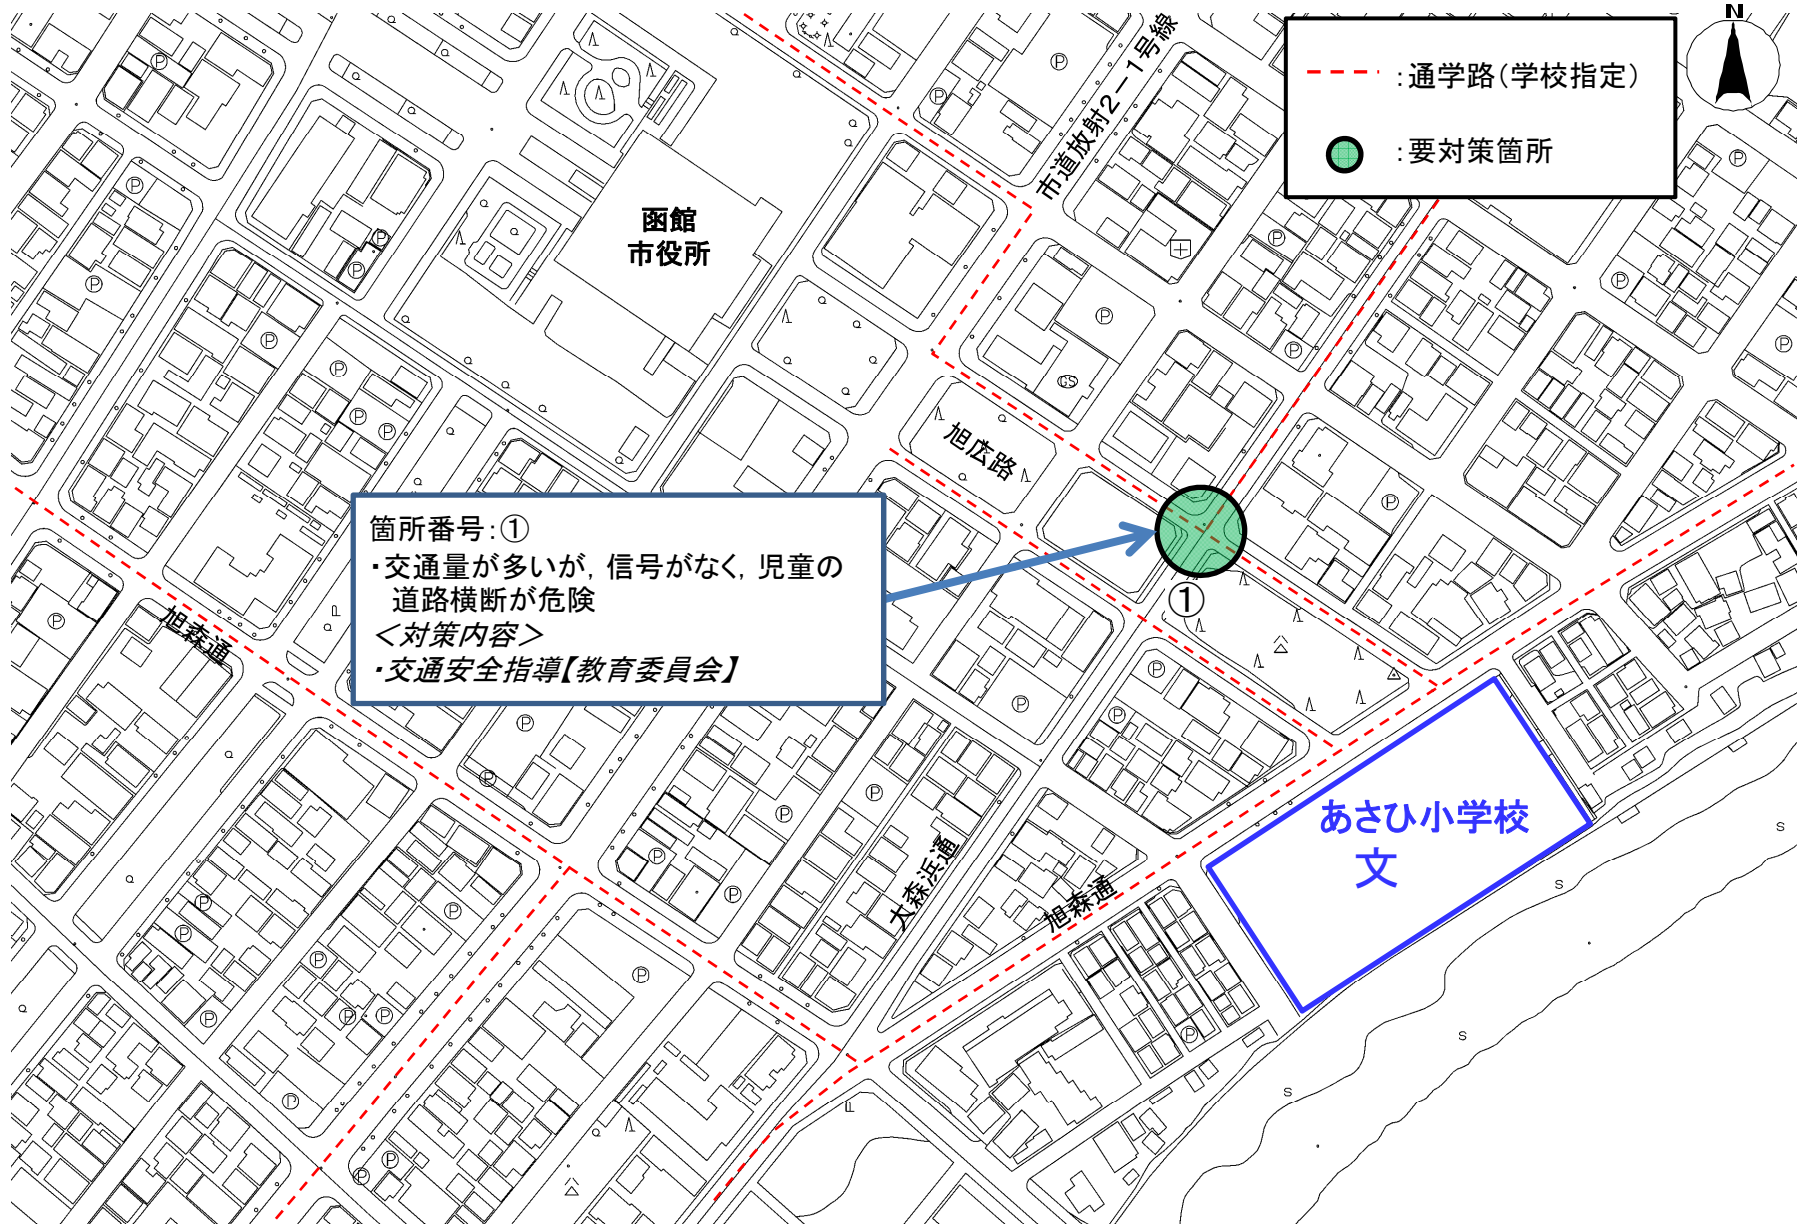 N
:通学路(学校指定)
:要対策箇所
市道放射2-1号線
函館
市役所
旭広路
箇所番号:①
・交通量が多いが，信号がなく，児童の
道路横断が危険
＜対策内容＞
・交通安全指導【教育委員会】
①
旭森通
大森浜通
旭森通
あさひ小学校
文